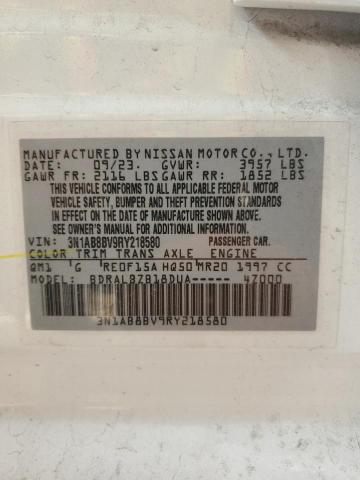 MANUFACTURED BY NISSAN MOTOR CO., LTD.
DATE: 09/23. GVWR: 3957 LBS
GAWR FR: 2116 LBS GAWR RR: 1852 LBS
THIS VEHICLE CONFORMS TO ALL APPLICABLE FEDERAL MOTOR
VEHICLE SAFETY, BUMPER AND THEFT PREVENTION STANDARDS
IN EFFECT ON THE DATE OF MANUFACTURE SHOWN ABOVE.
SEE OWNER'S MANUAL FOR ADDITIONAL INFORMATION.
VIN: 3N1AB8BV9RY218580 PASSENGER CAR.
COLOR TRIM TRANS AXLE ENGINE
QM1 G RE0F15A HQ50 MR20 1997 CC
MODEL: BDRALBZB18DUA----- 47000
3N1AB8BV9RY218580